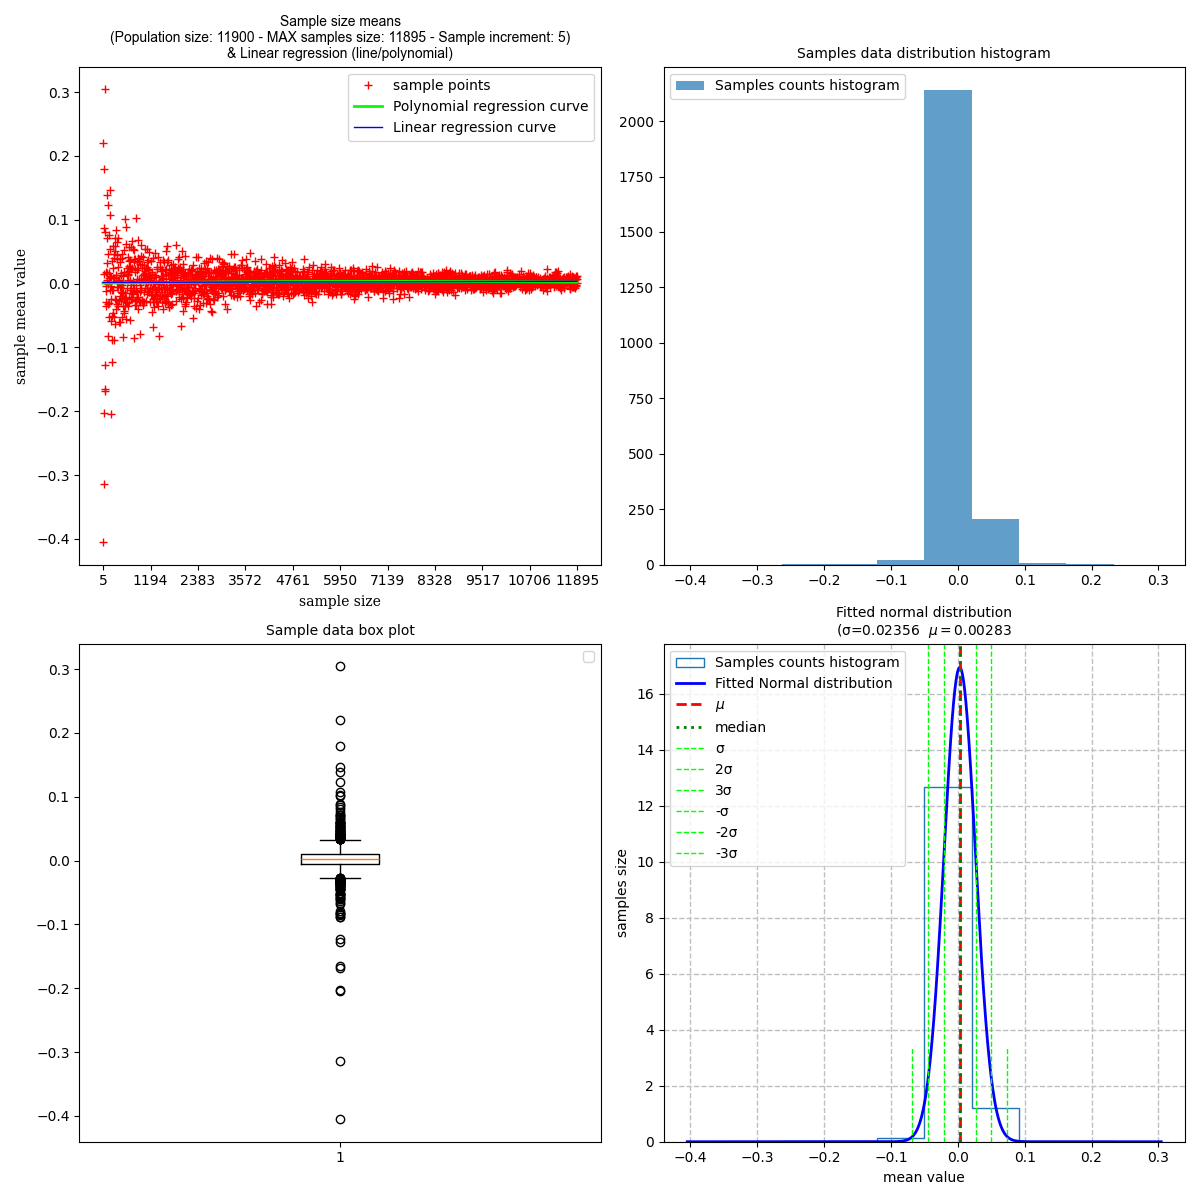 Sample size means
(Population size: 11900 - MAX samples size: 11895 - Sample increment: 5)
& Linear regression (line/polynomial)
sample points
Polynomial regression curve
Linear regression curve
0.3
0.2
0.1
0.0
−0.1
−0.2
−0.3
−0.4
sample mean value
5 1194 2383 3572 4761 5950 7139 8328 9517 10706 11895
sample size
Samples data distribution histogram
Samples counts histogram
2000
1750
1500
1250
1000
750
500
250
0
−0.4 −0.3 −0.2 −0.1 0.0 0.1 0.2 0.3
Sample data box plot
0.3
0.2
0.1
0.0
−0.1
−0.2
−0.3
−0.4
1
Fitted normal distribution
(σ=0.02356 μ = 0.00283
Samples counts histogram
Fitted Normal distribution
μ
median
σ
2σ
3σ
-σ
-2σ
-3σ
16
14
12
10
8
6
4
2
0
samples size
−0.4 −0.3 −0.2 −0.1 0.0 0.1 0.2 0.3
mean value